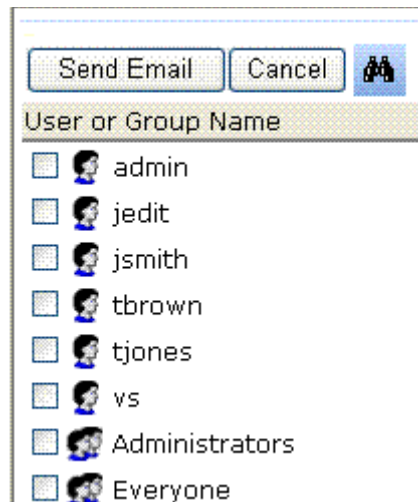 Send Email Cancel
User or Group Name
admin
jedit
jsmith
tbrown
tjones
vs
Administrators
Everyone